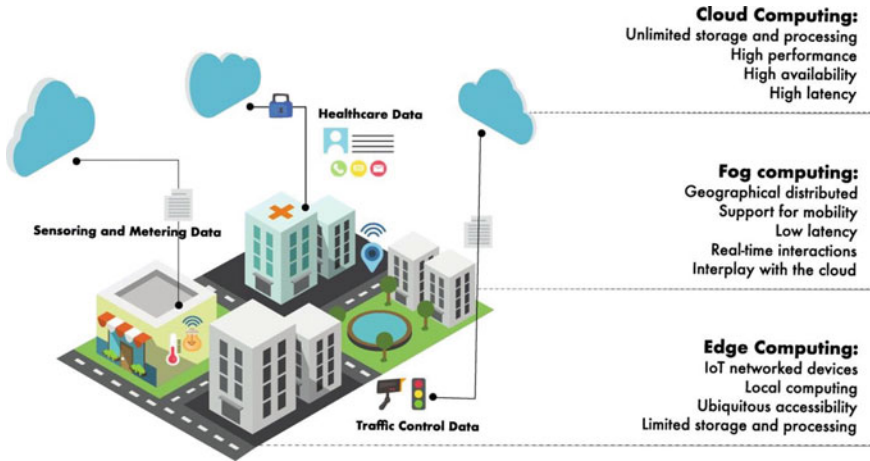 Cloud Computing:
Unlimited storage and processing
High performance
High availability
High latency
Healthcare Data
Fog computing:
Geographical distributed
Support for mobility
Low latency
Real-time interactions
Interplay with the cloud
Sensoring and Metering Data
Edge Computing:
IoT networked devices
Local computing
Ubiquitous accessibility
Limited storage and processing
Traffic Control Data